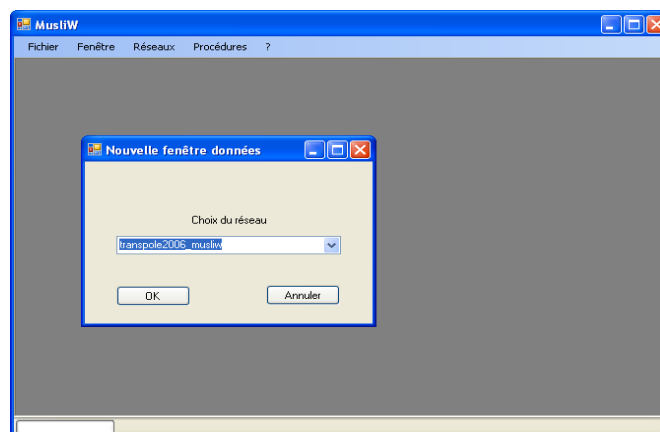 MusliW
Fichier Fenêtre Réseaux Procédures ?
Nouvelle fenêtre données
Choix du réseau
transpole2006_musliw
OK Annuler